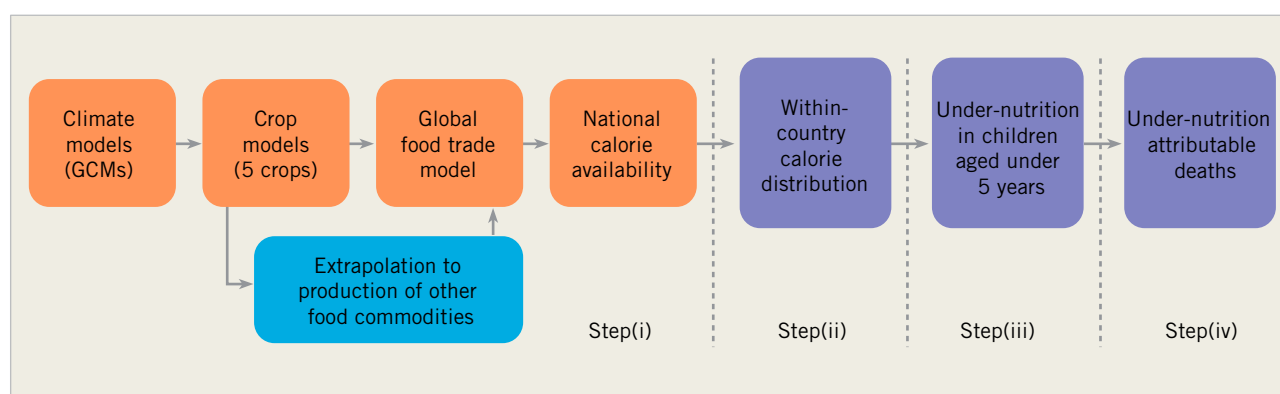 Climate
models
(GCMs)
Crop
models
(5 crops)
Global
food trade
model
National
calorie
availability
Within-
country
calorie
distribution
Under-nutrition
in children
aged under
5 years
Under-nutrition
attributable
deaths
Extrapolation to
production of other
food commodities
Step(i)
Step(ii)
Step(iii)
Step(iv)